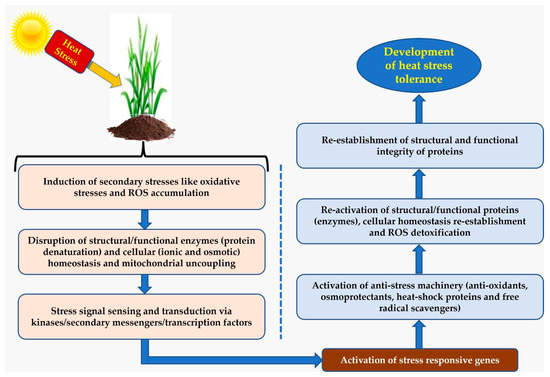 Heat
Stress
Induction of secondary stresses like oxidative
stresses and ROS accumulation
Disruption of structural/functional enzymes (protein
denaturation) and cellular (ionic and osmotic)
homeostasis and mitochondrial uncoupling
Stress signal sensing and transduction via
kinases/secondary messengers/transcription factors
Activation of stress responsive genes
Activation of anti-stress machinery (anti-oxidants,
osmoprotectants, heat-shock proteins and free
radical scavengers)
Re-activation of structural/functional proteins
(enzymes), cellular homeostasis re-establishment
and ROS detoxification
Re-establishment of structural and functional
integrity of proteins
Development
of heat stress
tolerance